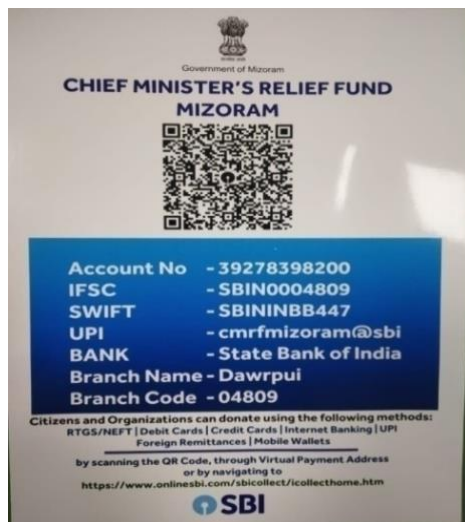 Government of Mizoram
CHIEF MINISTER'S RELIEF FUND
MIZORAM
Account No - 39278398200
IFSC - SBIN0004809
SWIFT - SBININBB447
UPI - cmrfmizoram@sbi
BANK - State Bank of India
Branch Name - Dawrpui
Branch Code - 04809
Citizens and Organizations can donate using the following methods:
RTGS/NEFT | Debit Cards | Credit Cards | Internet Banking | UPI
Foreign Remittances | Mobile Wallets
by scanning the QR Code, through Virtual Payment Address
or by navigating to
https://www.onlinesbi.com/sbicollect/icollecthome.htm
SBI